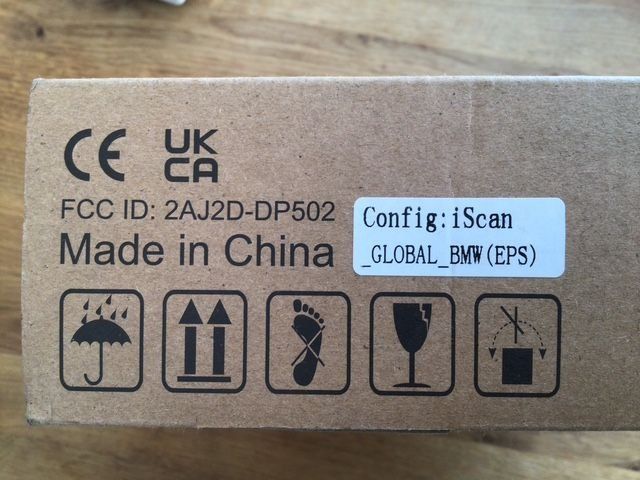 CE UK
CA
FCC ID: 2AJ2D-DP502
Made in China
Config:iScan
_GLOBAL_BMW(EPS)